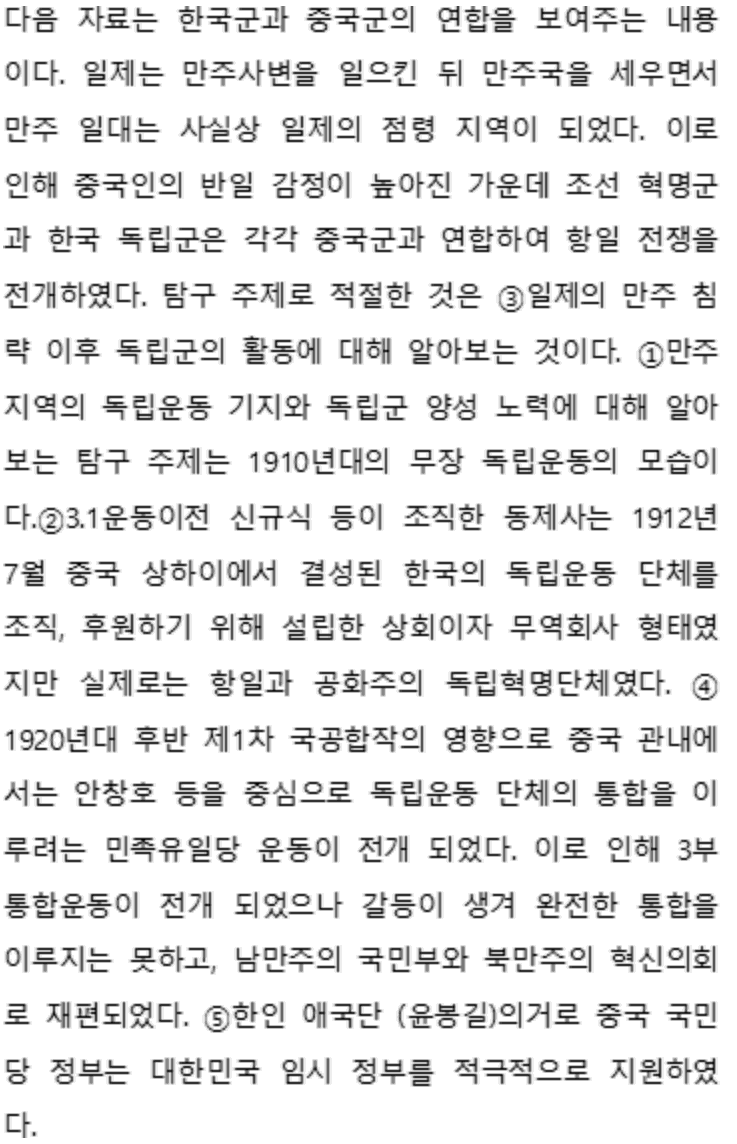 다음 자료는 한국군과 중국군의 연합을 보여주는 내용
이다. 일제는 만주사변을 일으킨 뒤 만주국을 세우면서
만주 일대는 사실상 일제의 점령 지역이 되었다. 이로
인해 중국인의 반일 감정이 높아진 가운데 조선 혁명군
과 한국 독립군은 각각 중국군과 연합하여 항일 전쟁을
전개하였다. 탐구 주제로 적절한 것은 ③일제의 만주 침
략 이후 독립군의 활동에 대해 알아보는 것이다. ①만주
지역의 독립운동 기지와 독립군 양성 노력에 대해 알아
보는 탐구 주제는 1910년대의 무장 독립운동의 모습이
다.②3.1운동이전 신규식 등이 조직한 동제사는 1912년
7월 중국 상하이에서 결성된 한국의 독립운동 단체를
조직, 후원하기 위해 설립한 상회이자 무역회사 형태였
지만 실제로는 항일과 공화주의 독립혁명단체였다. ④
1920년대 후반 제1차 국공합작의 영향으로 중국 관내에
서는 안창호 등을 중심으로 독립운동 단체의 통합을 이
루려는 민족유일당 운동이 전개 되었다. 이로 인해 3부
통합운동이 전개 되었으나 갈등이 생겨 완전한 통합을
이루지는 못하고, 남만주의 국민부와 북만주의 혁신의회
로 재편되었다. ⑤한인 애국단 (윤봉길)의거로 중국 국민
당 정부는 대한민국 임시 정부를 적극적으로 지원하였
다.